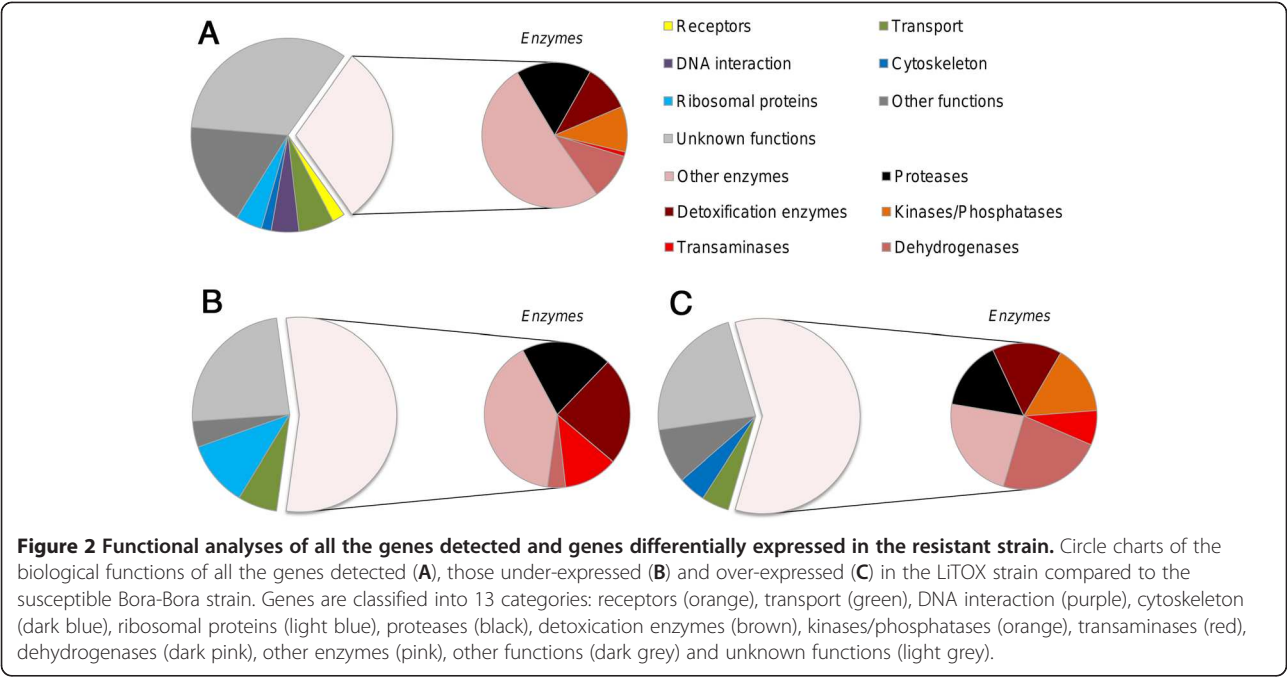 A
Enzymes
Receptors
Transport
DNA interaction
Cytoskeleton
Ribosomal proteins
Other functions
Unknown functions
Other enzymes
Proteases
Detoxification enzymes
Kinases/Phosphatases
Transaminases
Dehydrogenases
B
Enzymes
C
Enzymes
Figure 2 Functional analyses of all the genes detected and genes differentially expressed in the resistant strain. Circle charts of the
biological functions of all the genes detected (A), those under-expressed (B) and over-expressed (C) in the LiTOX strain compared to the
susceptible Bora-Bora strain. Genes are classified into 13 categories: receptors (orange), transport (green), DNA interaction (purple), cytoskeleton
(dark blue), ribosomal proteins (light blue), proteases (black), detoxication enzymes (brown), kinases/phosphatases (orange), transaminases (red),
dehydrogenases (dark pink), other enzymes (pink), other functions (dark grey) and unknown functions (light grey).